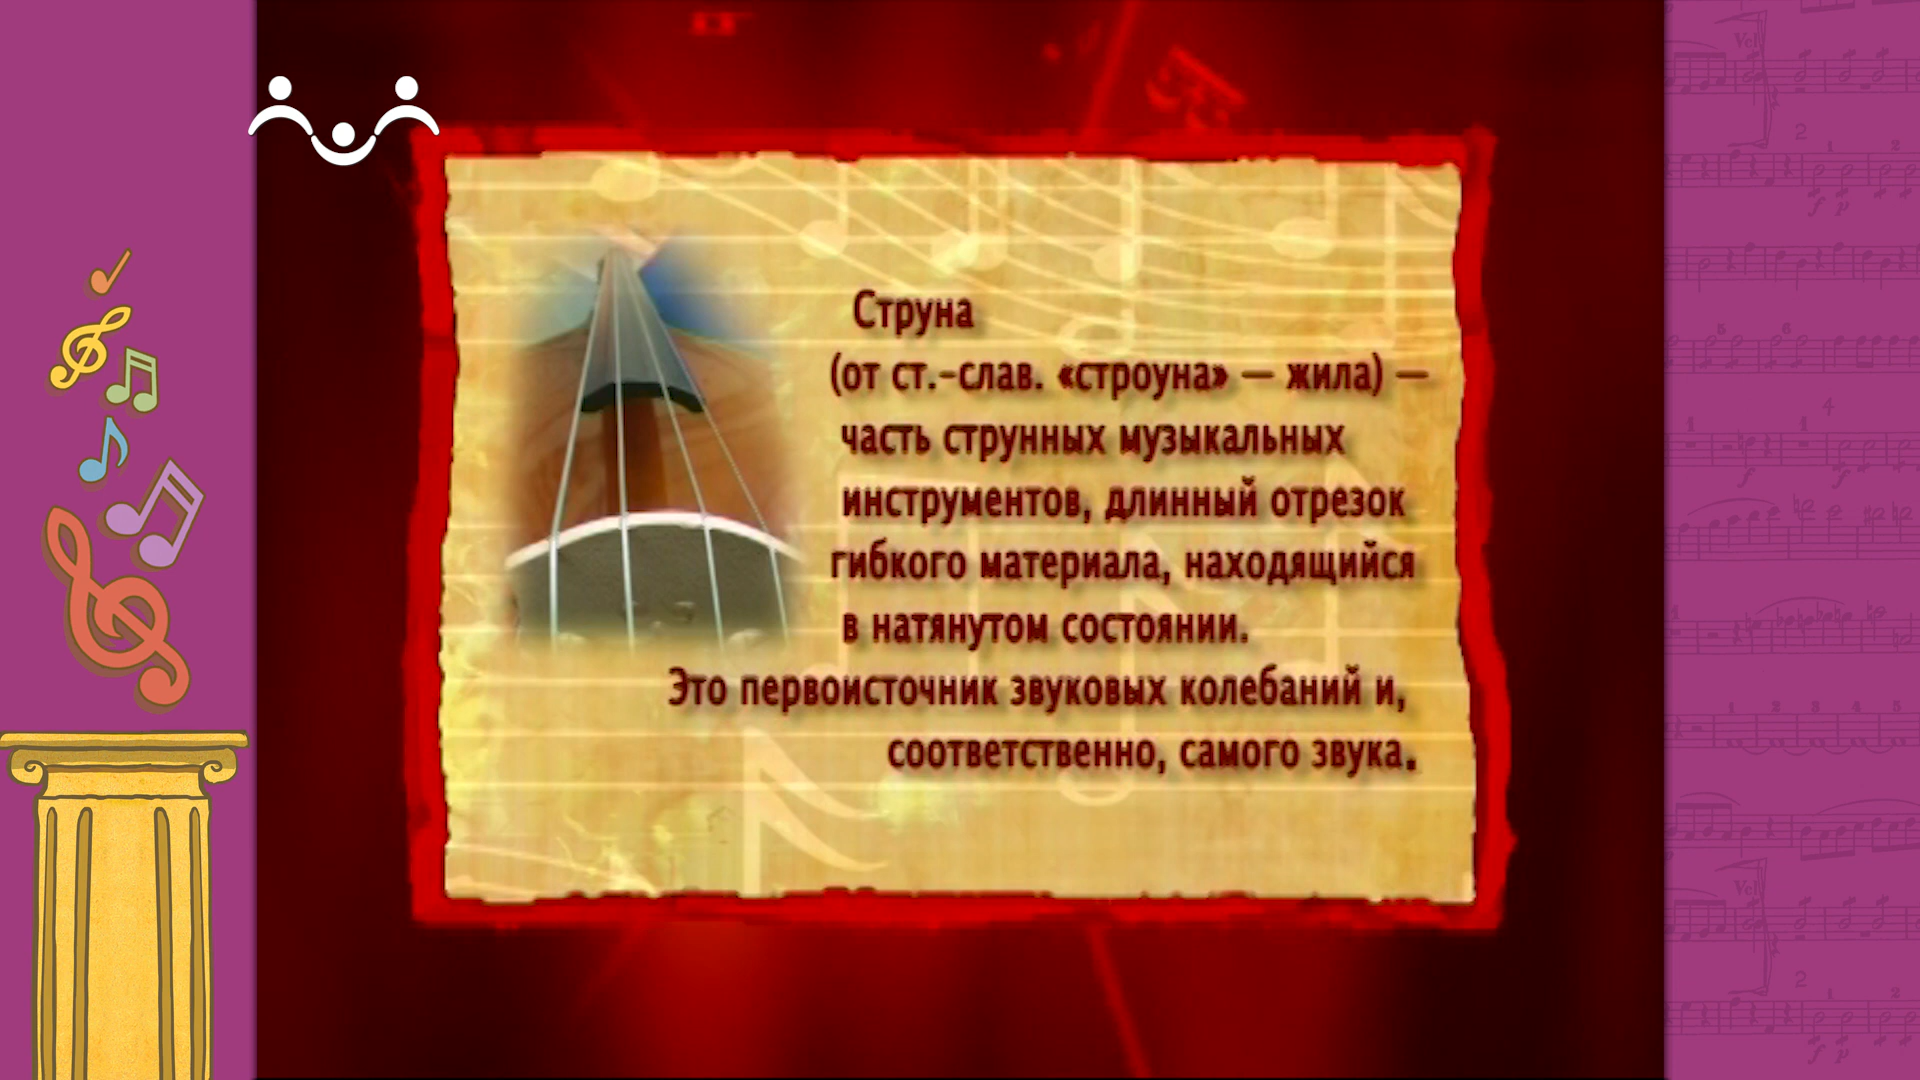 Струна
(от ст.-слав. «строуна» — жила) —
часть струнных музыкальных
инструментов, длинный отрезок
гибкого материала, находящийся
в натянутом состоянии.
Это первоисточник звуковых колебаний и,
соответственно, самого звука.